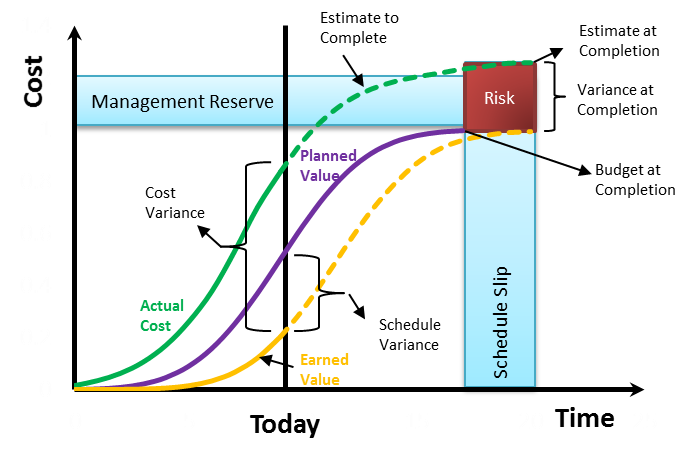 Estimate to
Complete
Estimate at
Completion
Cost
Management Reserve
Risk
Variance at
Completion
Planned
Value
Budget at
Completion
Cost
Variance
Actual
Cost
Schedule
Variance
Schedule Slip
Earned
Value
Today
Time